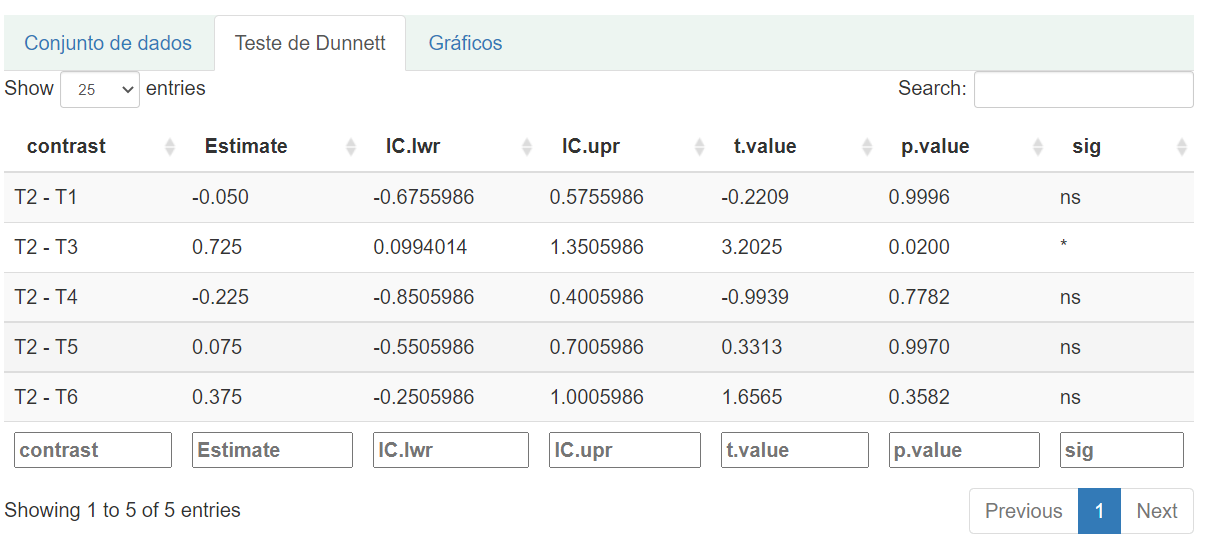 Conjunto de dados Teste de Dunnett Gráficos
Show 25 entries Search:
contrast Estimate IC.lwr IC.upr t.value p.value sig
T2 - T1 -0.050 -0.6755986 0.5755986 -0.2209 0.9996 ns
T2 - T3 0.725 0.0994014 1.3505986 3.2025 0.0200 *
T2 - T4 -0.225 -0.8505986 0.4005986 -0.9939 0.7782 ns
T2 - T5 0.075 -0.5505986 0.7005986 0.3313 0.9970 ns
T2 - T6 0.375 -0.2505986 1.0005986 1.6565 0.3582 ns
contrast Estimate IC.lwr IC.upr t.value p.value sig
Showing 1 to 5 of 5 entries Previous 1 Next